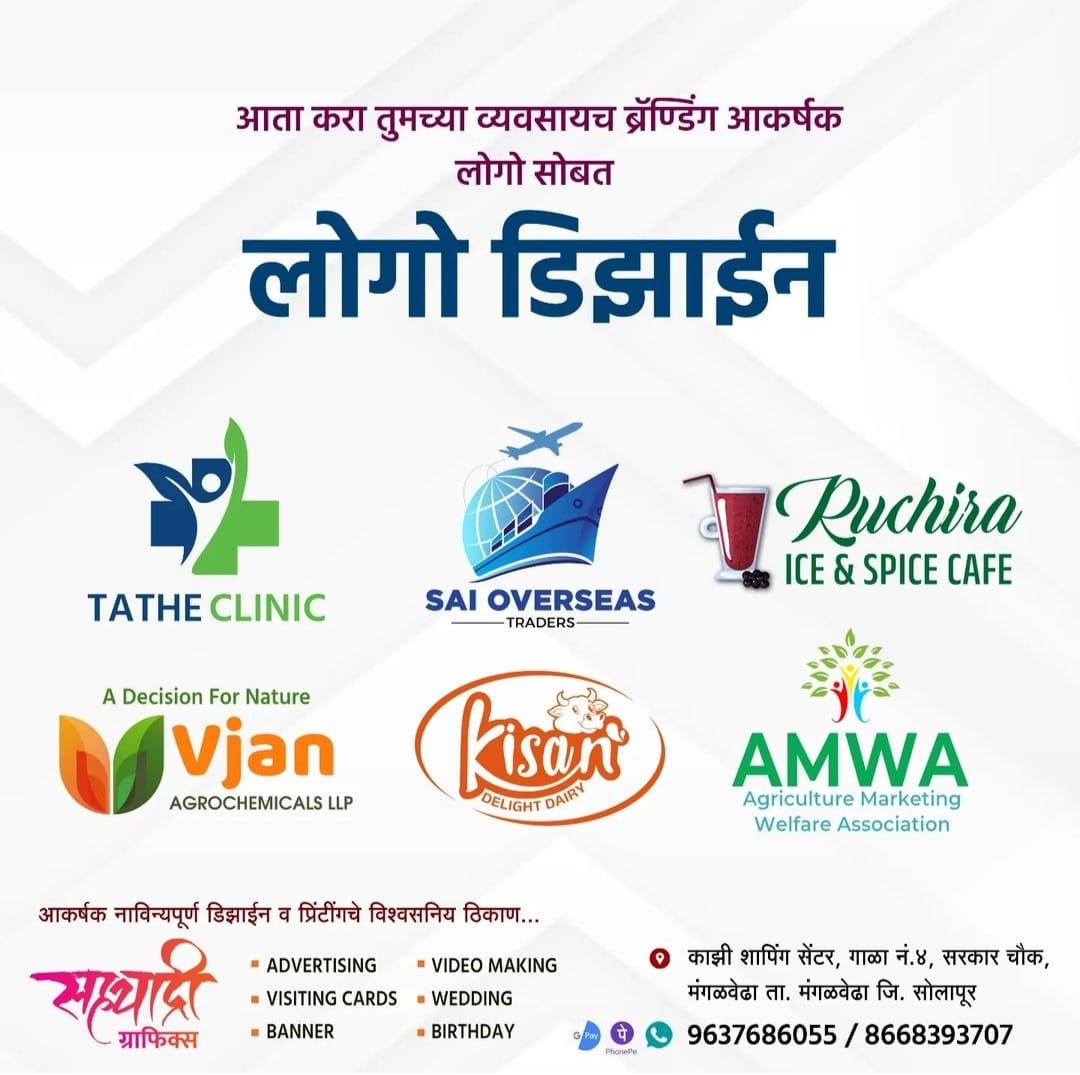 आता करा तुमच्या व्यवसायच ब्रॅण्डिंग आकर्षक
लोगो सोबत
लोगो डिझाईन
TATHE CLINIC
SAI OVERSEAS
TRADERS
Ruchira
ICE & SPICE CAFE
A Decision For Nature
Vjan
AGROCHEMICALS LLP
Kisan
DELIGHT DAIRY
AMWA
Agriculture Marketing
Welfare Association
आकर्षक नाविन्यपूर्ण डिझाईन व प्रिंटींगचे विश्वसनिय ठिकाण...
सह्याद्री
ग्राफिक्स
ADVERTISING
VISITING CARDS
BANNER
VIDEO MAKING
WEDDING
BIRTHDAY
काझी शापिंग सेंटर, गाळा नं.४, सरकार चौक,
मंगळवेढा ता. मंगळवेढा जि. सोलापूर
G Pay
पे
PhonePe
9637686055 / 8668393707